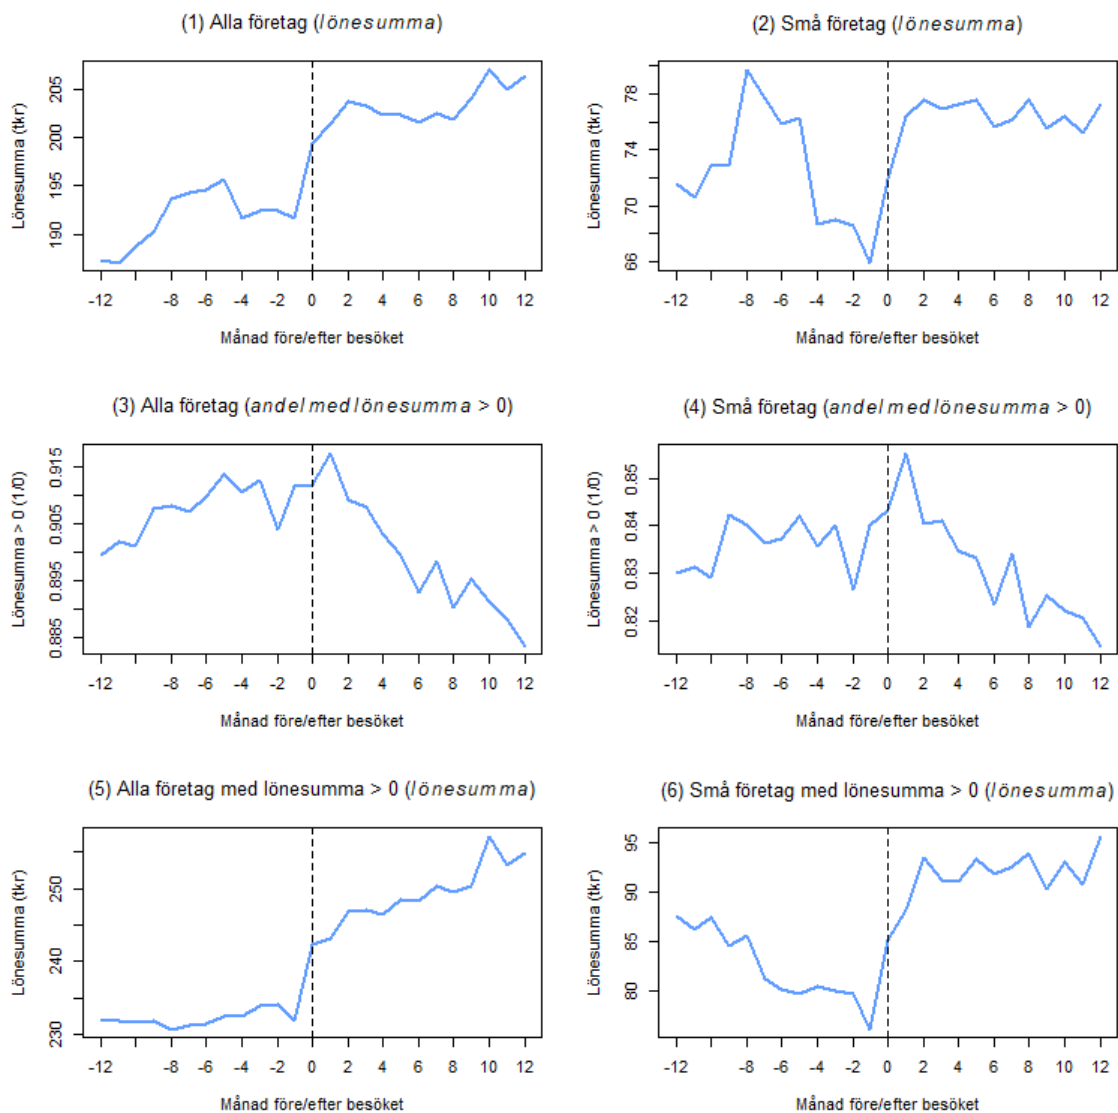 (1) Alla företag (lönesumma)
Lönesumma (tkr)
205
200
195
190
-12 -8 -6 -4 -2 0 2 4 6 8 10 12
Månad före/efter besöket
(2) Små företag (lönesumma)
Lönesumma (tkr)
78
74
70
66
-12 -8 -6 -4 -2 0 2 4 6 8 10 12
Månad före/efter besöket
(3) Alla företag (andel med lönesumma > 0)
Lönesumma > 0 (1/0)
0.915
0.905
0.895
0.885
-12 -8 -6 -4 -2 0 2 4 6 8 10 12
Månad före/efter besöket
(4) Små företag (andel med lönesumma > 0)
Lönesumma > 0 (1/0)
0.85
0.84
0.83
0.82
-12 -8 -6 -4 -2 0 2 4 6 8 10 12
Månad före/efter besöket
(5) Alla företag med lönesumma > 0 (lönesumma)
Lönesumma (tkr)
250
240
230
-12 -8 -6 -4 -2 0 2 4 6 8 10 12
Månad före/efter besöket
(6) Små företag med lönesumma > 0 (lönesumma)
Lönesumma (tkr)
95
90
85
80
-12 -8 -6 -4 -2 0 2 4 6 8 10 12
Månad före/efter besöket